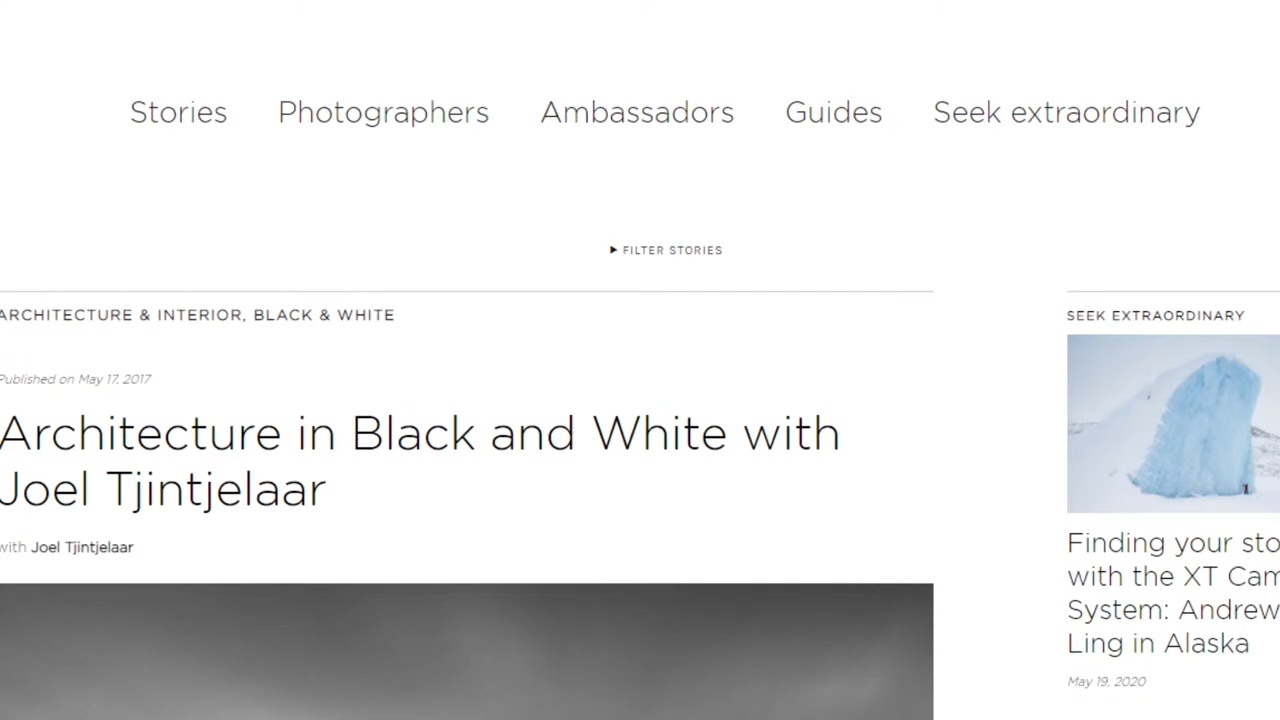 Stories Photographers Ambassadors Guides Seek extraordinary
▶ FILTER STORIES
ARCHITECTURE & INTERIOR, BLACK & WHITE
Published on May 17, 2017
Architecture in Black and White with
Joel Tjintjelaar
with Joel Tjintjelaar
SEEK EXTRAORDINARY
Finding your sto
with the XT Cam
System: Andrew
Ling in Alaska
May 19, 2020